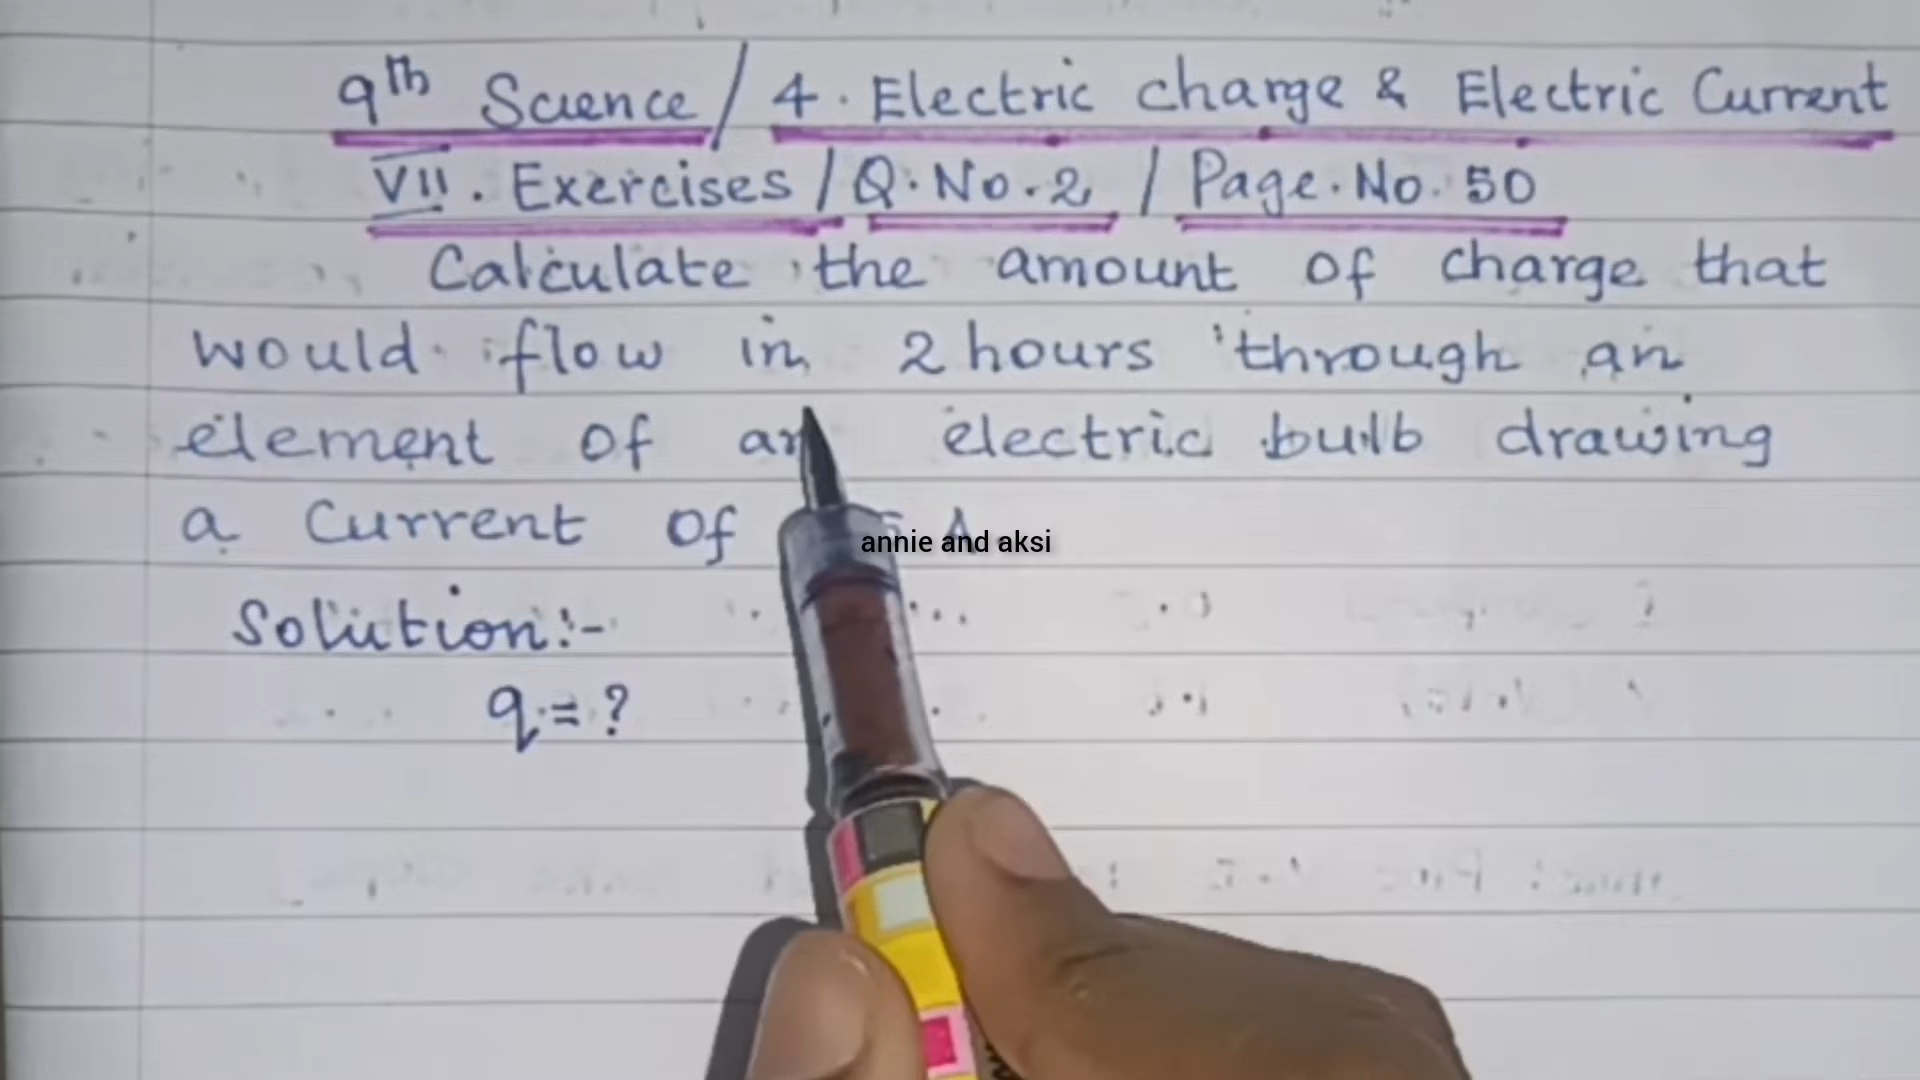 9th Science / 4. Electric charge & Electric Current
VII. Exercises / Q. No. 2 / Page. No. 50
Calculate the amount of charge that
would flow in 2 hours through an
element of an electric bulb drawing
a Current of 5 A.
annie and aksi
Solution:-
q = ?